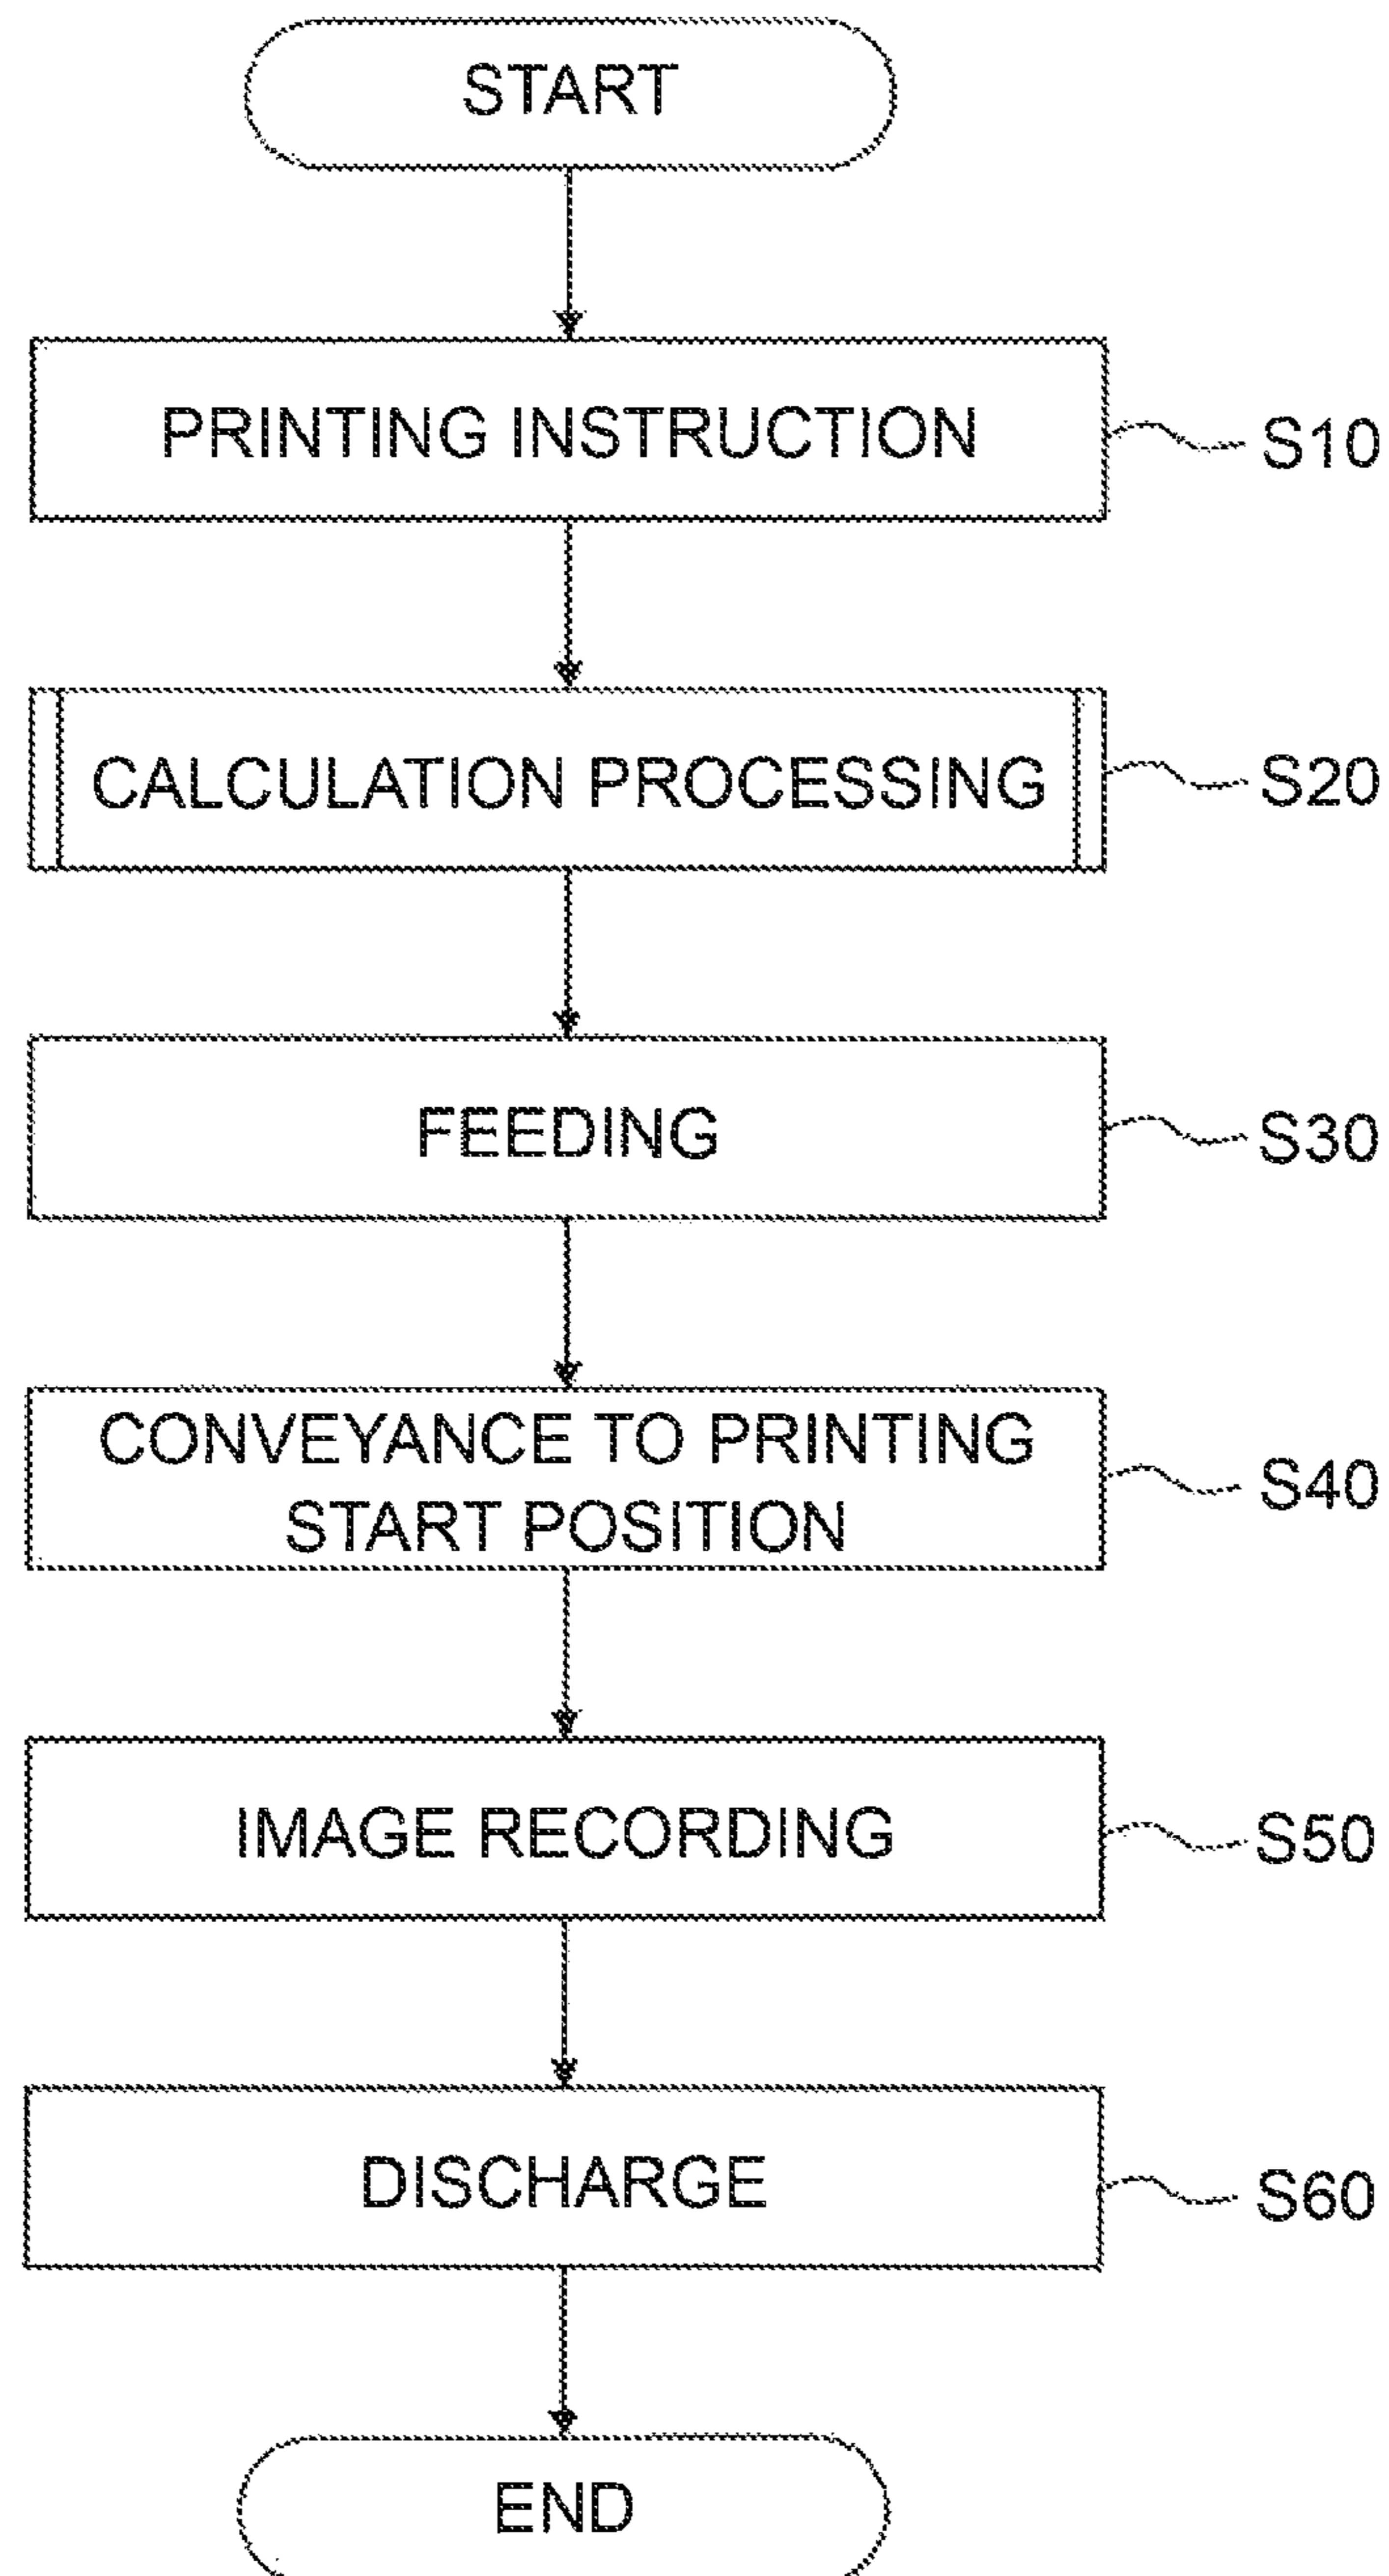 START
PRINTING INSTRUCTION
S10
CALCULATION PROCESSING
S20
FEEDING
S30
CONVEYANCE TO PRINTING
START POSITION
S40
IMAGE RECORDING
S50
DISCHARGE
S60
END